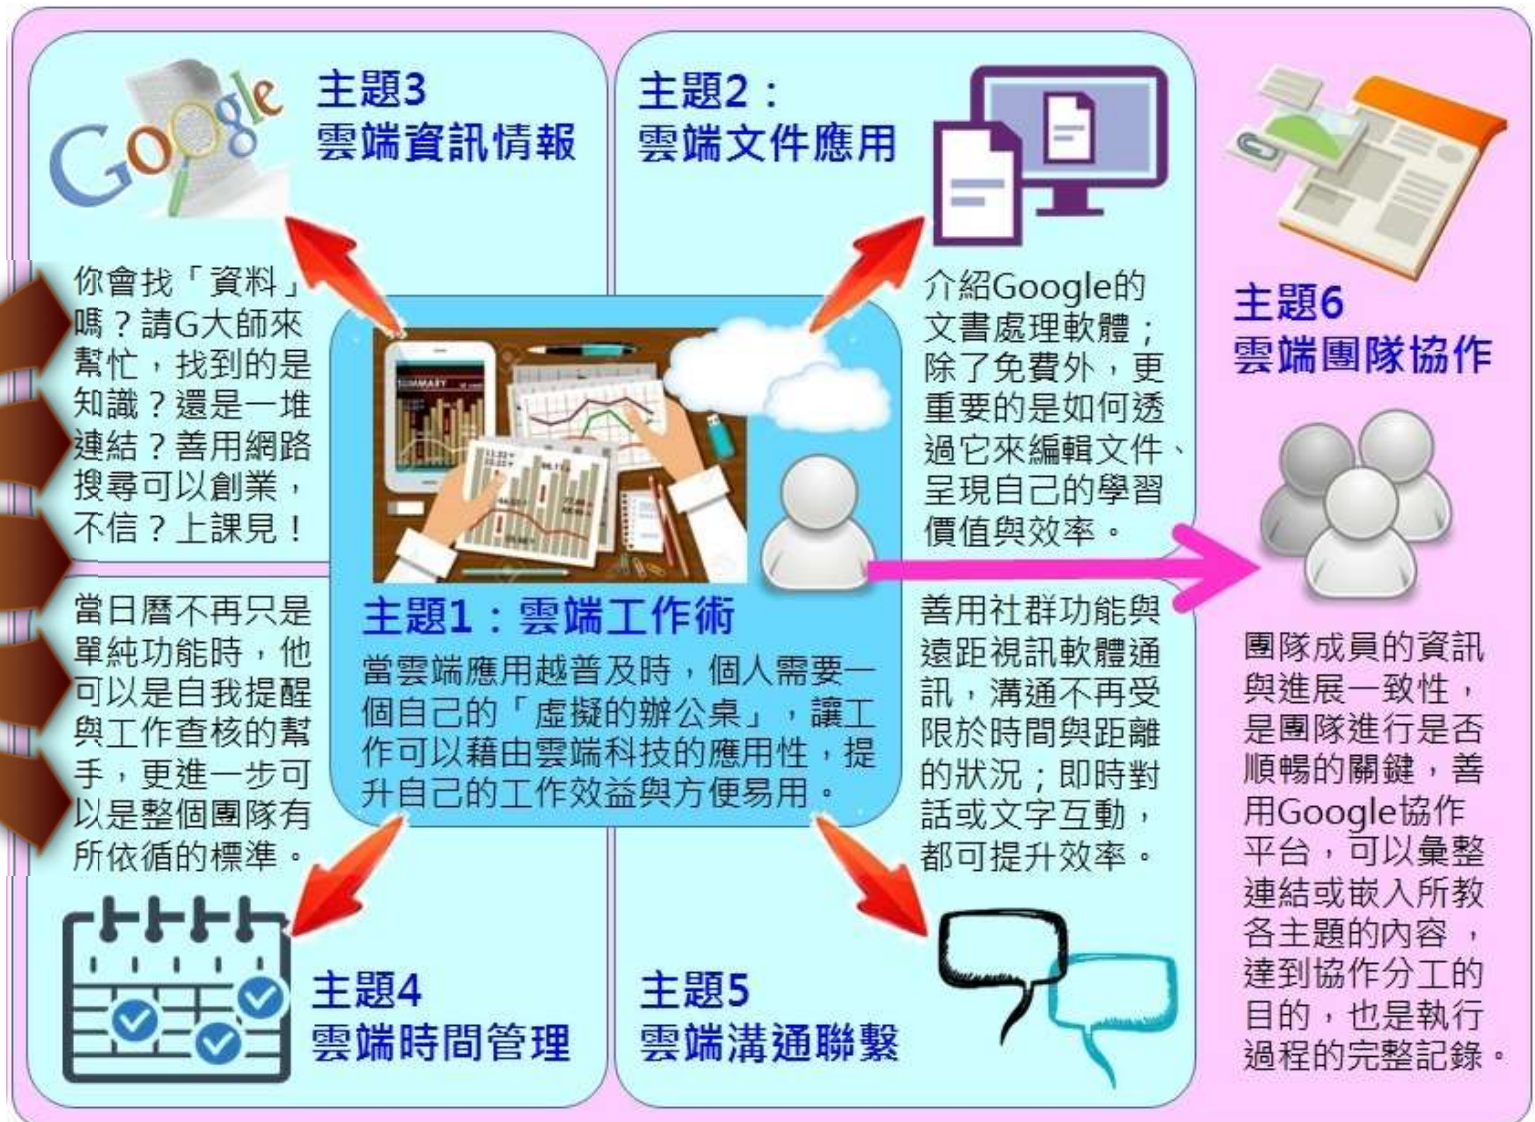 Google
主題3
雲端資訊情報
你會找「資料」
嗎？請G大師來
幫忙，找到的是
知識？還是一堆
連結？善用網路
搜尋可以創業，
不信？上課見！
主題2：
雲端文件應用
介紹Google的
文書處理軟體；
除了免費外，更
重要的是如何透
過它來編輯文件、
呈現自己的學習
價值與效率。
SUMMARY
主題1：雲端工作術
當雲端應用越普及時，個人需要一
個自己的「虛擬的辦公桌」，讓工
作可以藉由雲端科技的應用性，提
升自己的工作效益與方便易用。
當日曆不再只是
單純功能時，他
可以是自我提醒
與工作查核的幫
手，更進一步可
以是整個團隊有
所依循的標準。
主題4
雲端時間管理
善用社群功能與
遠距視訊軟體通
訊，溝通不再受
限於時間與距離
的狀況；即時對
話或文字互動，
都可提升效率。
主題5
雲端溝通聯繫
主題6
雲端團隊協作
團隊成員的資訊
與進展一致性，
是團隊進行是否
順暢的關鍵，善
用Google協作
平台，可以彙整
連結或嵌入所教
各主題的內容，
達到協作分工的
目的，也是執行
過程的完整記錄。